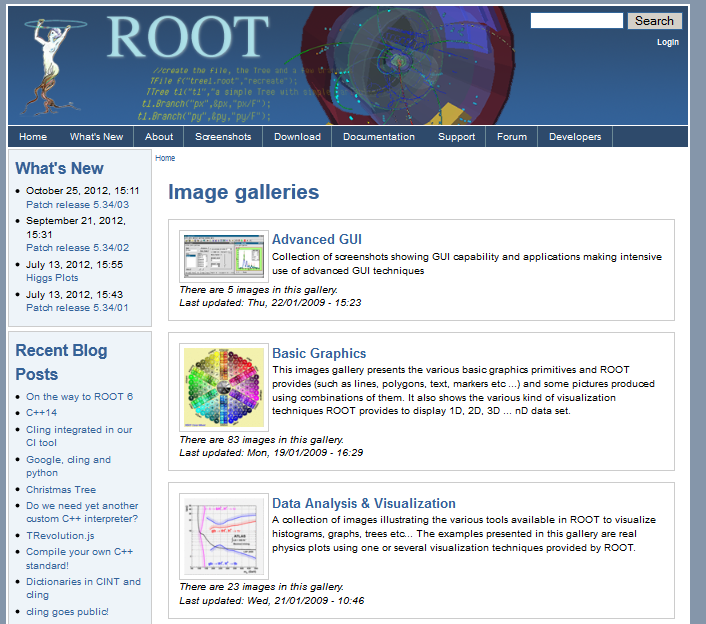 ROOT
//create the File, the Tree and a few br
TFile f("tree1.root","recreate");
TTree t1("t1","a simple Tree with simple
t1.Branch("px",&px,"px/F");
t1.Branch("py",&py,"py/F");
Search
Login
Home What's New About Screenshots Download Documentation Support Forum Developers
What's New
October 25, 2012, 15:11
Patch release 5.34/03
September 21, 2012,
15:31
Patch release 5.34/02
July 13, 2012, 15:55
Higgs Plots
July 13, 2012, 15:43
Patch release 5.34/01
Recent Blog
Posts
On the way to ROOT 6
C++14
Cling integrated in our
CI tool
Google, cling and
python
Christmas Tree
Do we need yet another
custom C++ interpreter?
TRevolution.js
Compile your own C++
standard!
Dictionaries in CINT and
cling
cling goes public!
Home
Image galleries
Advanced GUI
Collection of screenshots showing GUI capability and applications making intensive
use of advanced GUI techniques
There are 5 images in this gallery.
Last updated: Thu, 22/01/2009 - 15:23
Basic Graphics
This images gallery presents the various basic graphics primitives and ROOT
provides (such as lines, polygons, text, markers etc ...) and some pictures produced
using combinations of them. It also shows the various kind of visualization
techniques ROOT provides to display 1D, 2D, 3D ... nD data set.
There are 83 images in this gallery.
Last updated: Mon, 19/01/2009 - 16:29
Data Analysis & Visualization
A collection of images illustrating the various tools available in ROOT to visualize
histograms, graphs, trees etc... The examples presented in this gallery are real
physics plots using one or several visualization techniques provided by ROOT.
ATLAS
There are 23 images in this gallery.
Last updated: Wed, 21/01/2009 - 10:46